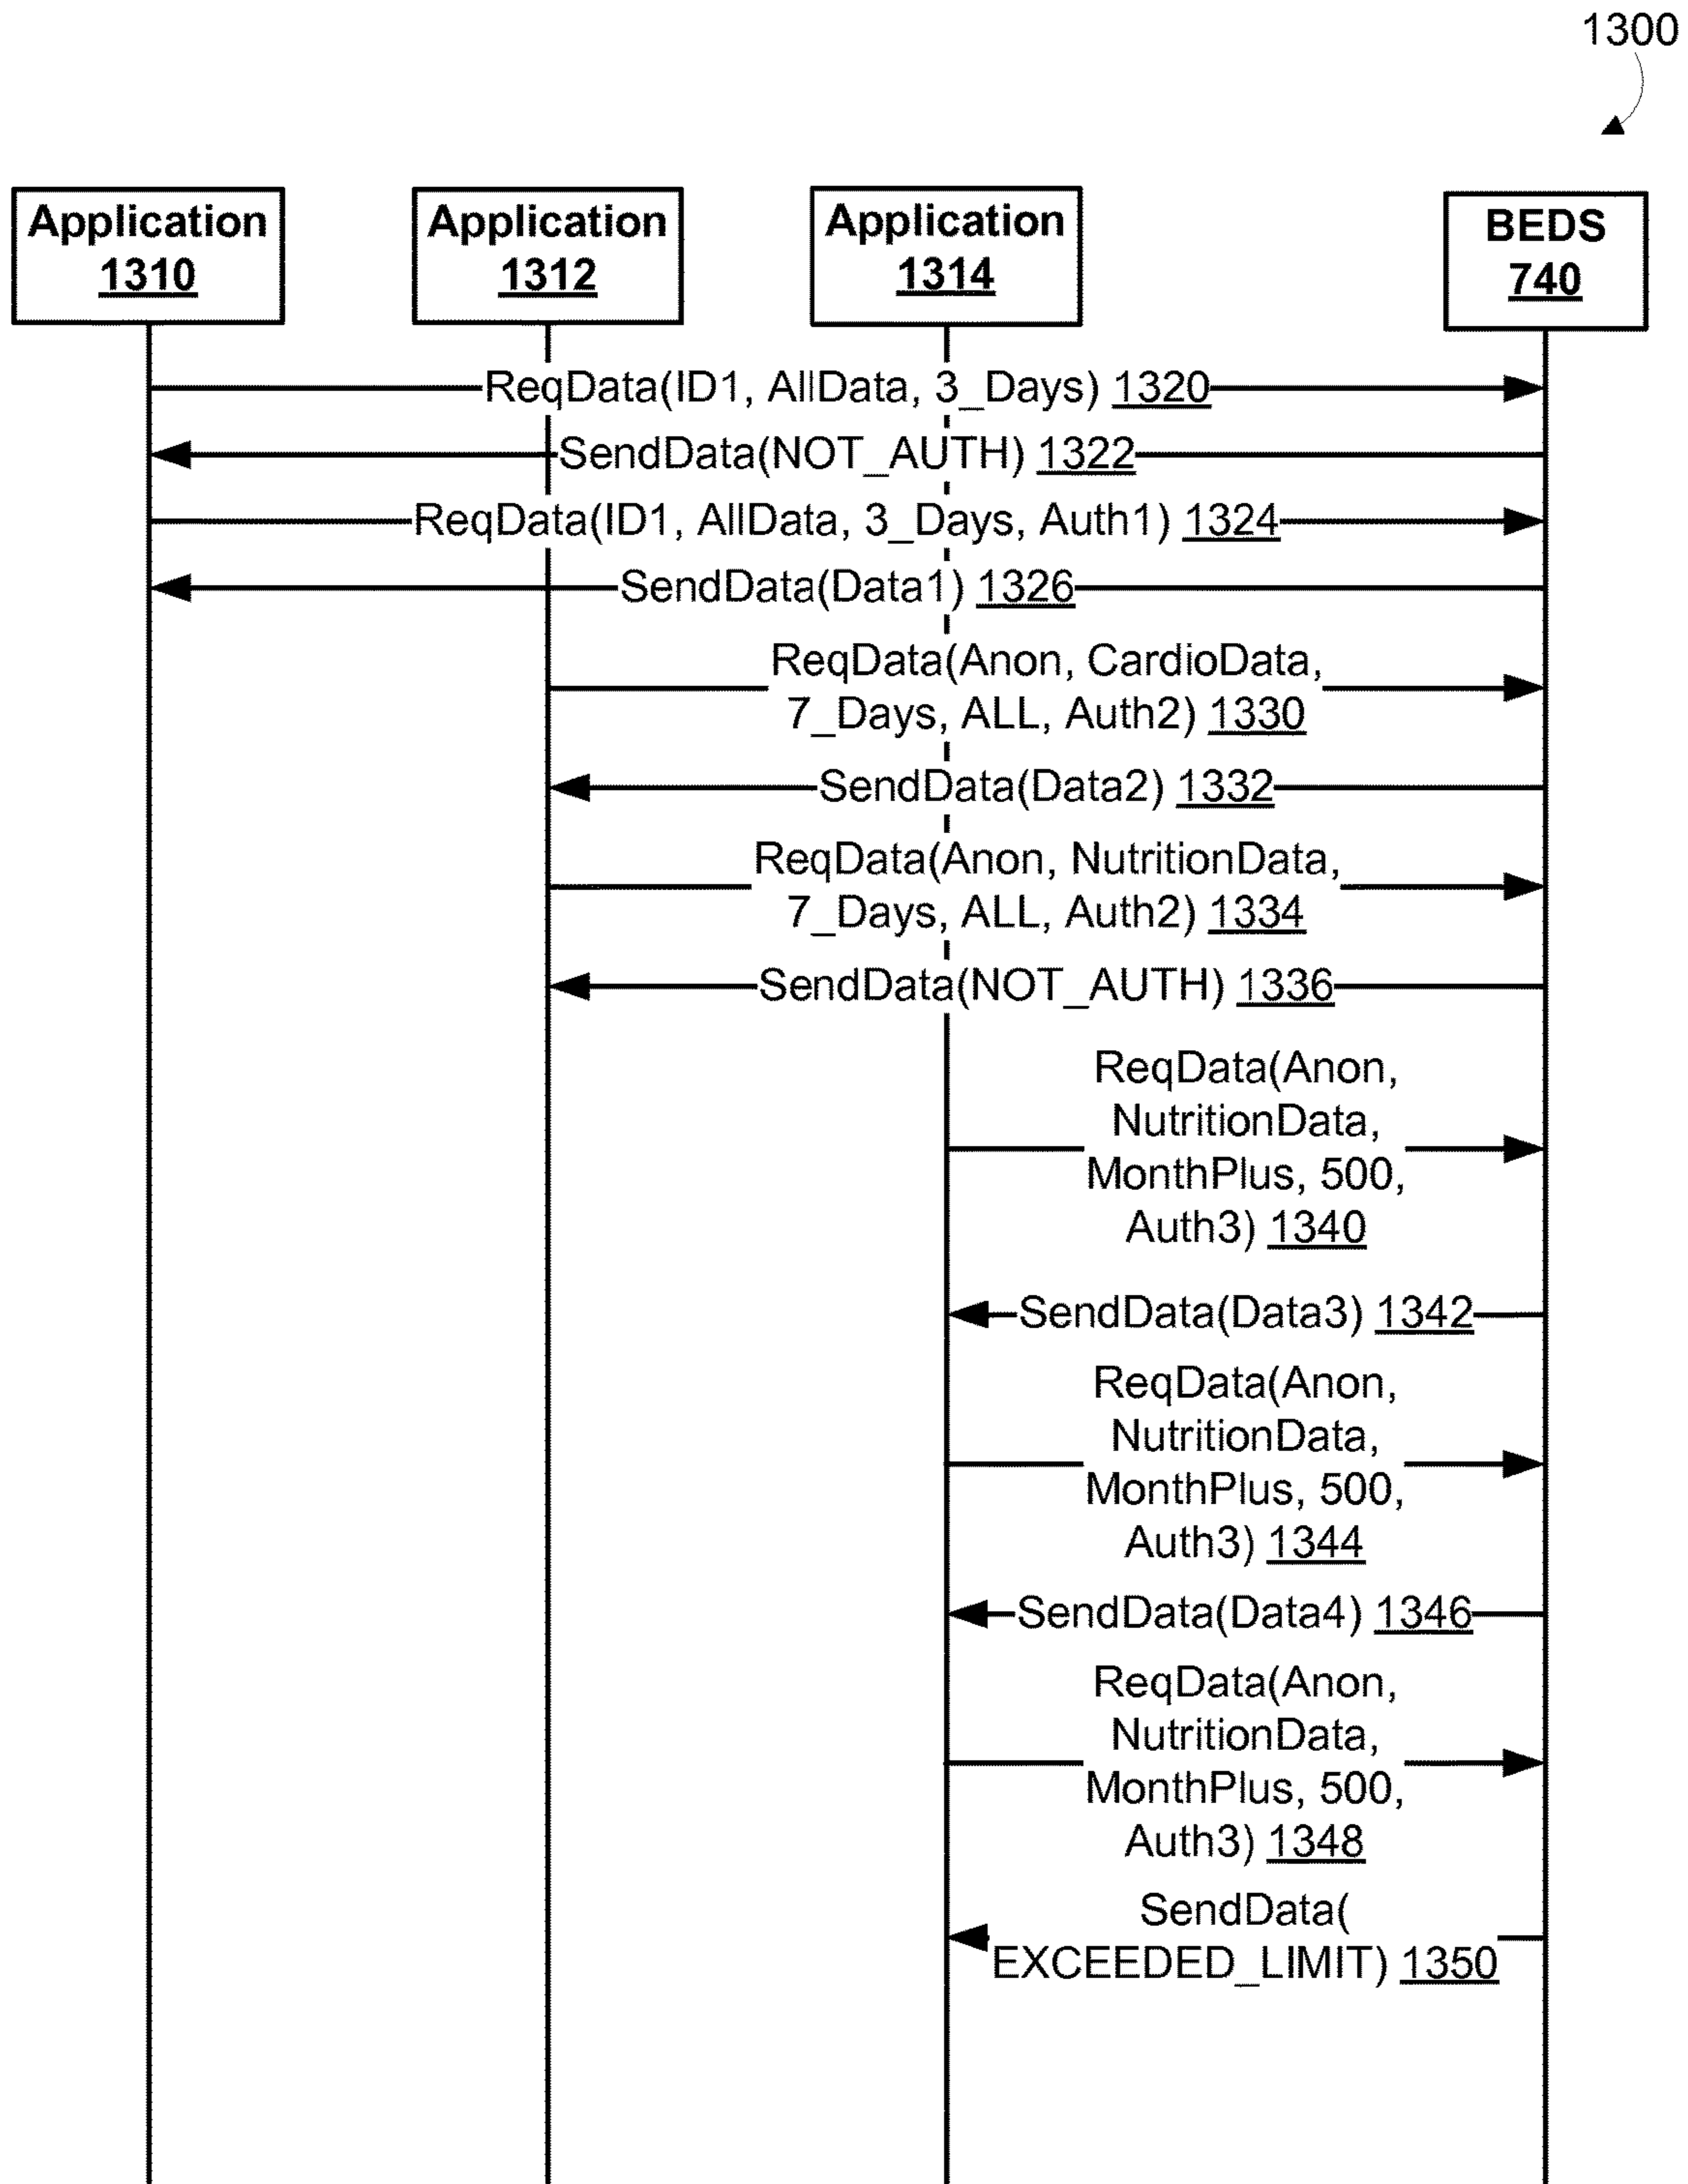 1300
Application
1310
Application
1312
Application
1314
BEDS
740
ReqData(ID1, AllData, 3_Days) 1320
SendData(NOT_AUTH) 1322
ReqData(ID1, AllData, 3_Days, Auth1) 1324
SendData(Data1) 1326
ReqData(Anon, CardioData,
7_Days, ALL, Auth2) 1330
SendData(Data2) 1332
ReqData(Anon, NutritionData,
7_Days, ALL, Auth2) 1334
SendData(NOT_AUTH) 1336
ReqData(Anon,
NutritionData,
MonthPlus, 500,
Auth3) 1340
SendData(Data3) 1342
ReqData(Anon,
NutritionData,
MonthPlus, 500,
Auth3) 1344
SendData(Data4) 1346
ReqData(Anon,
NutritionData,
MonthPlus, 500,
Auth3) 1348
SendData(
EXCEEDED_LIMIT) 1350